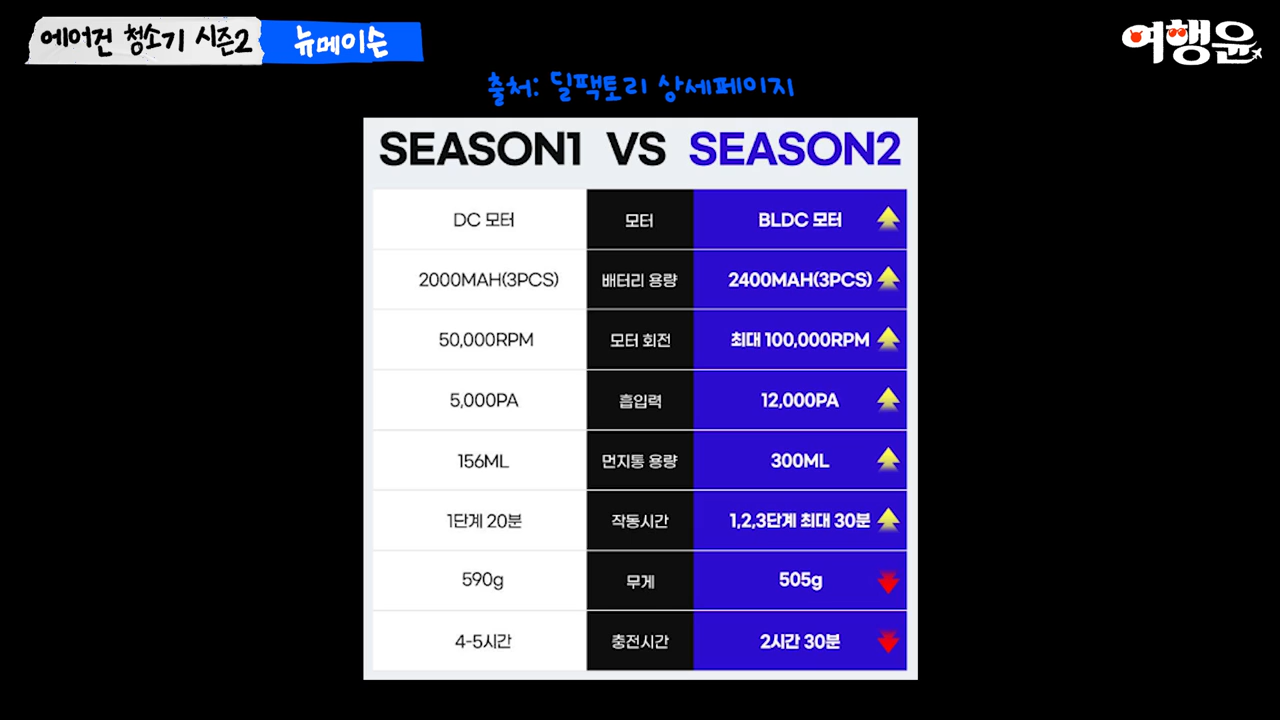 에어건 청소기 시즌2 뉴메이슨
여행윤
출처: 딜팩토리 상세페이지
SEASON1 VS SEASON2
DC 모터 모터 BLDC 모터
2000MAH(3PCS) 배터리 용량 2400MAH(3PCS)
50,000RPM 모터 회전 최대 100,000RPM
5,000PA 흡입력 12,000PA
156ML 먼지통 용량 300ML
1단계 20분 작동시간 1,2,3단계 최대 30분
590g 무게 505g
4-5시간 충전시간 2시간 30분